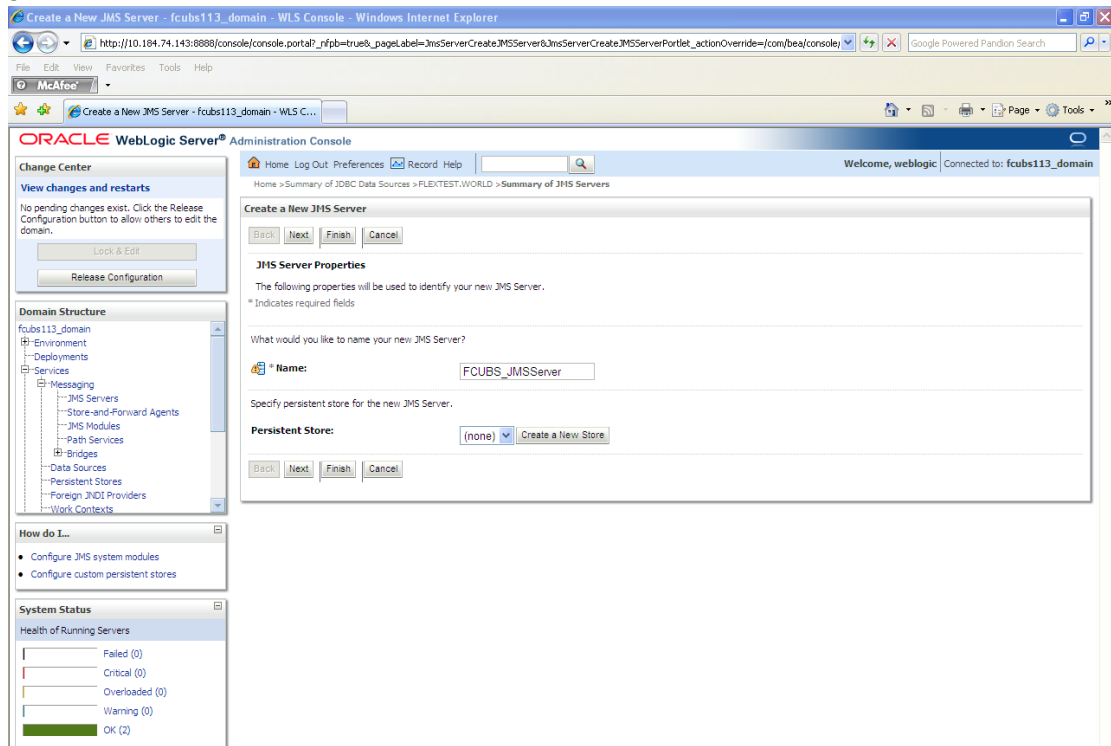 Create a New JMS Server - fcubs113_domain - WLS Console - Windows Internet Explorer
http://10.184.74.143:8888/console/console.portal?_nfpb=true&_pageLabel=JmsServerCreateJMSServer&JmsServerCreateJMSServerPortlet_actionOverride=/com/bea/console/
Google Powered Pandion Search
File Edit View Favorites Tools Help
McAfee
Create a New JMS Server - fcubs113_domain - WLS C...
Page
Tools
»
ORACLE WebLogic Server® Administration Console
Change Center
View changes and restarts
No pending changes exist. Click the Release
Configuration button to allow others to edit the
domain.
Lock & Edit
Release Configuration
Domain Structure
fcubs113_domain
Environment
Deployments
Services
Messaging
JMS Servers
Store-and-Forward Agents
JMS Modules
Path Services
Bridges
Data Sources
Persistent Stores
Foreign JNDI Providers
Work Contexts
How do I...
Configure JMS system modules
Configure custom persistent stores
System Status
Health of Running Servers
Failed (0)
Critical (0)
Overloaded (0)
Warning (0)
OK (2)
Home Log Out Preferences Record Help
Welcome, weblogic Connected to: fcubs113_domain
Home >Summary of JDBC Data Sources >FLEXTEST.WORLD >Summary of JMS Servers
Create a New JMS Server
Back Next Finish Cancel
JMS Server Properties
The following properties will be used to identify your new JMS Server.
* Indicates required fields
What would you like to name your new JMS Server?
* Name: FCUBS_JMSServer
Specify persistent store for the new JMS Server.
Persistent Store: (none) Create a New Store
Back Next Finish Cancel